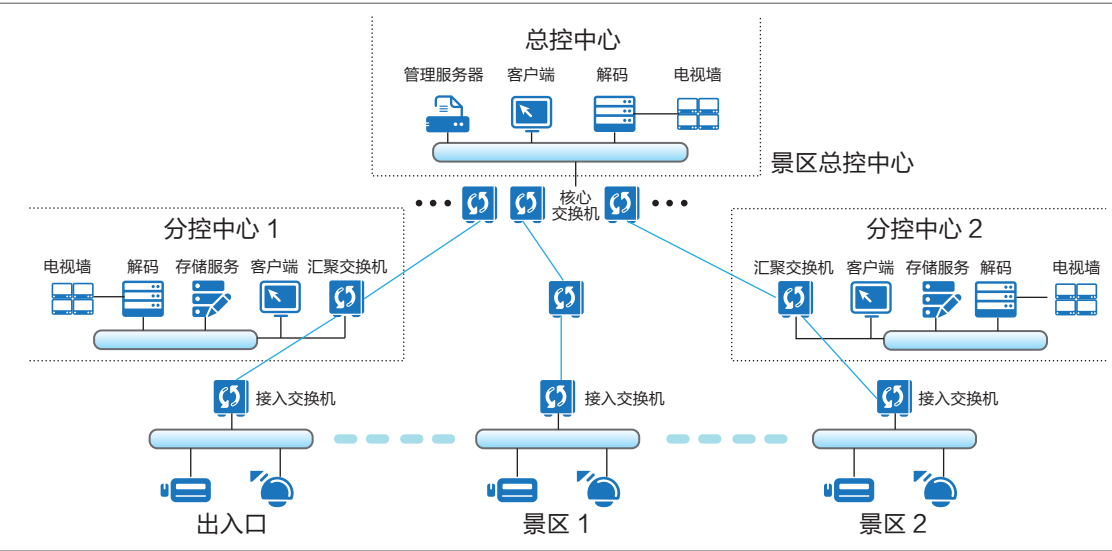 总控中心
管理服务器
客户端
解码
电视墙
景区总控中心
核心
交换机
分控中心 1
电视墙
解码
存储服务
客户端
汇聚交换机
分控中心 2
汇聚交换机
客户端
存储服务
解码
电视墙
接入交换机
接入交换机
接入交换机
出入口
景区 1
景区 2